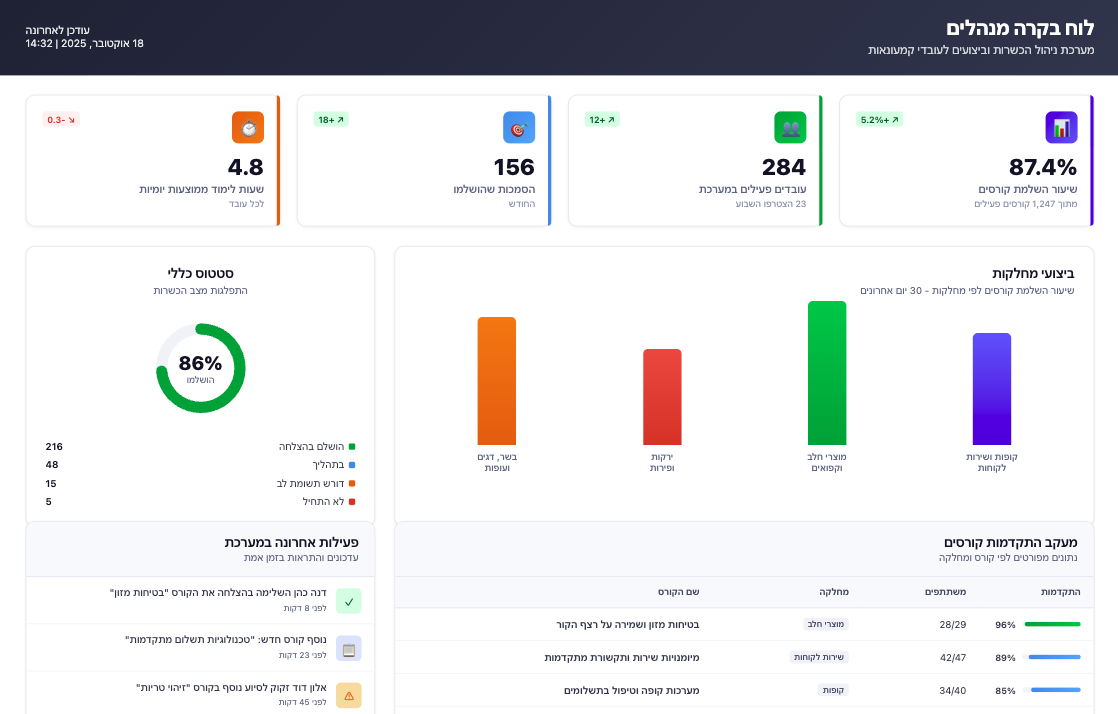 לוח בקרה מנהלים
מערכת ניהול הכשרות וביצועים לעובדי קמעונאות
עודכן לאחרונה
18 אוקטובר, 2025 | 14:32
↗ +5.2%
87.4%
שיעור השלמת קורסים
מתוך 1,247 קורסים פעילים
↗ +12
284
עובדים פעילים במערכת
23 הצטרפו השבוע
↗ +18
156
הסמכות שהושלמו
החודש
↘ -0.3
4.8
שעות לימוד ממוצעות יומיות
לכל עובד
ביצועי מחלקות
שיעור השלמת קורסים לפי מחלקות - 30 יום אחרונים
קופות ושירות
לקוחות
מוצרי חלב
וקפואים
ירקות
ופירות
בשר, דגים
ועופות
סטטוס כללי
התפלגות מצב הכשרות
86%
הושלמו
הושלם בהצלחה 216
בתהליך 48
דורש תשומת לב 15
לא התחיל 5
מעקב התקדמות קורסים
נתונים מפורטים לפי קורס ומחלקה
התקדמות משתתפים מחלקה שם הקורס
96% 28/29 מוצרי חלב בטיחות מזון ושמירה על רצף הקור
89% 42/47 שירות לקוחות מיומנויות שירות ותקשורת מתקדמות
85% 34/40 קופות מערכות קופה וטיפול בתשלומים
פעילות אחרונה במערכת
עדכונים והתראות בזמן אמת
דנה כהן השלימה בהצלחה את הקורס "בטיחות מזון"
לפני 8 דקות
נוסף קורס חדש: "טכנולוגיות תשלום מתקדמות"
לפני 23 דקות
אלון דוד זקוק לסיוע נוסף בקורס "זיהוי טריות"
לפני 45 דקות